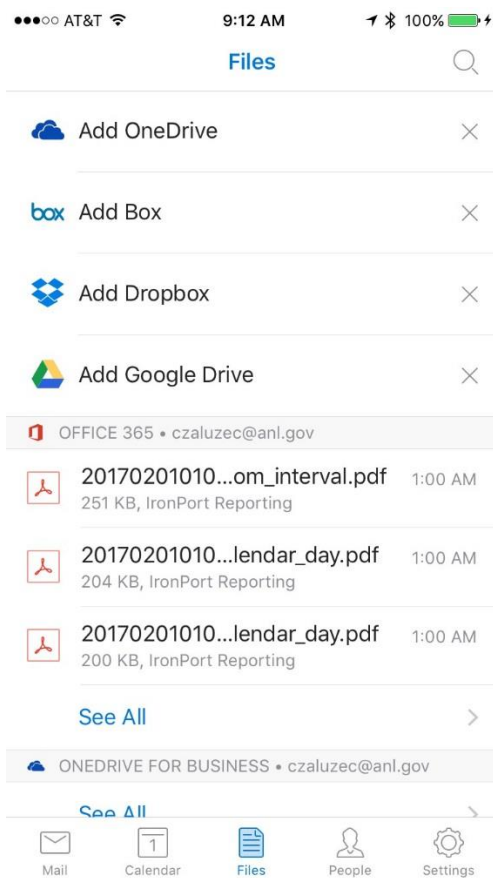 AT&T 9:12 AM 100%
Files
Add OneDrive
box Add Box
Add Dropbox
Add Google Drive
OFFICE 365 • czaluzec@anl.gov
20170201010...om_interval.pdf 1:00 AM
251 KB, IronPort Reporting
20170201010...lendar_day.pdf 1:00 AM
204 KB, IronPort Reporting
20170201010...lendar_day.pdf 1:00 AM
200 KB, IronPort Reporting
See All
ONEDRIVE FOR BUSINESS • czaluzec@anl.gov
See All
1
Mail Calendar Files People Settings